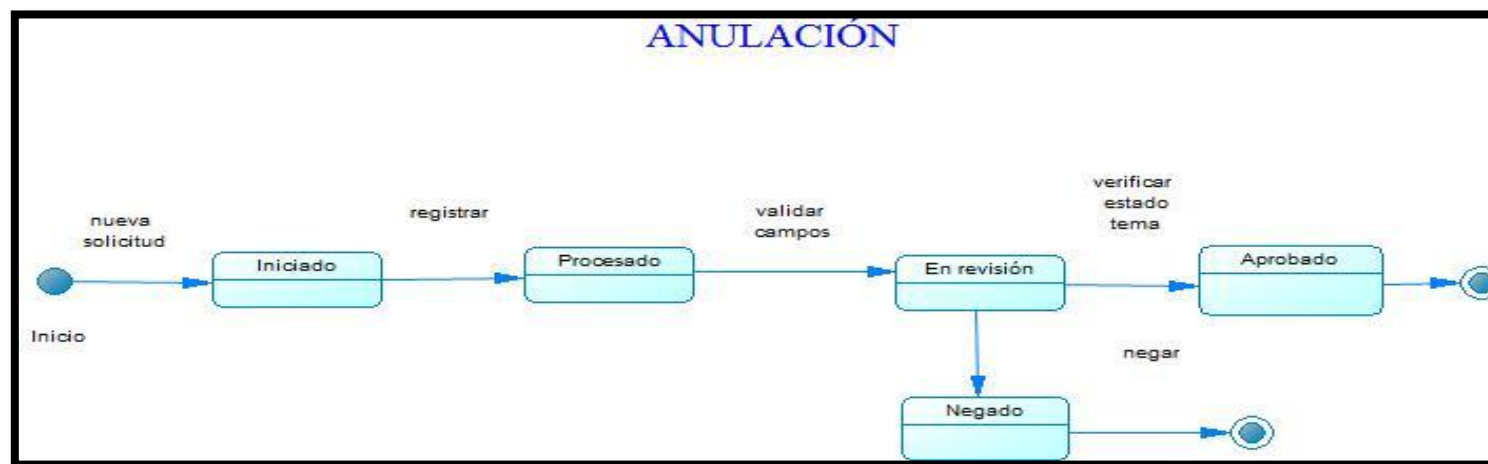 ANULACIÓN
nueva
solicitud
Inicio
Iniciado
registrar
Procesado
validar
campos
En revisión
verificar
estado
tema
Aprobado
negar
Negado